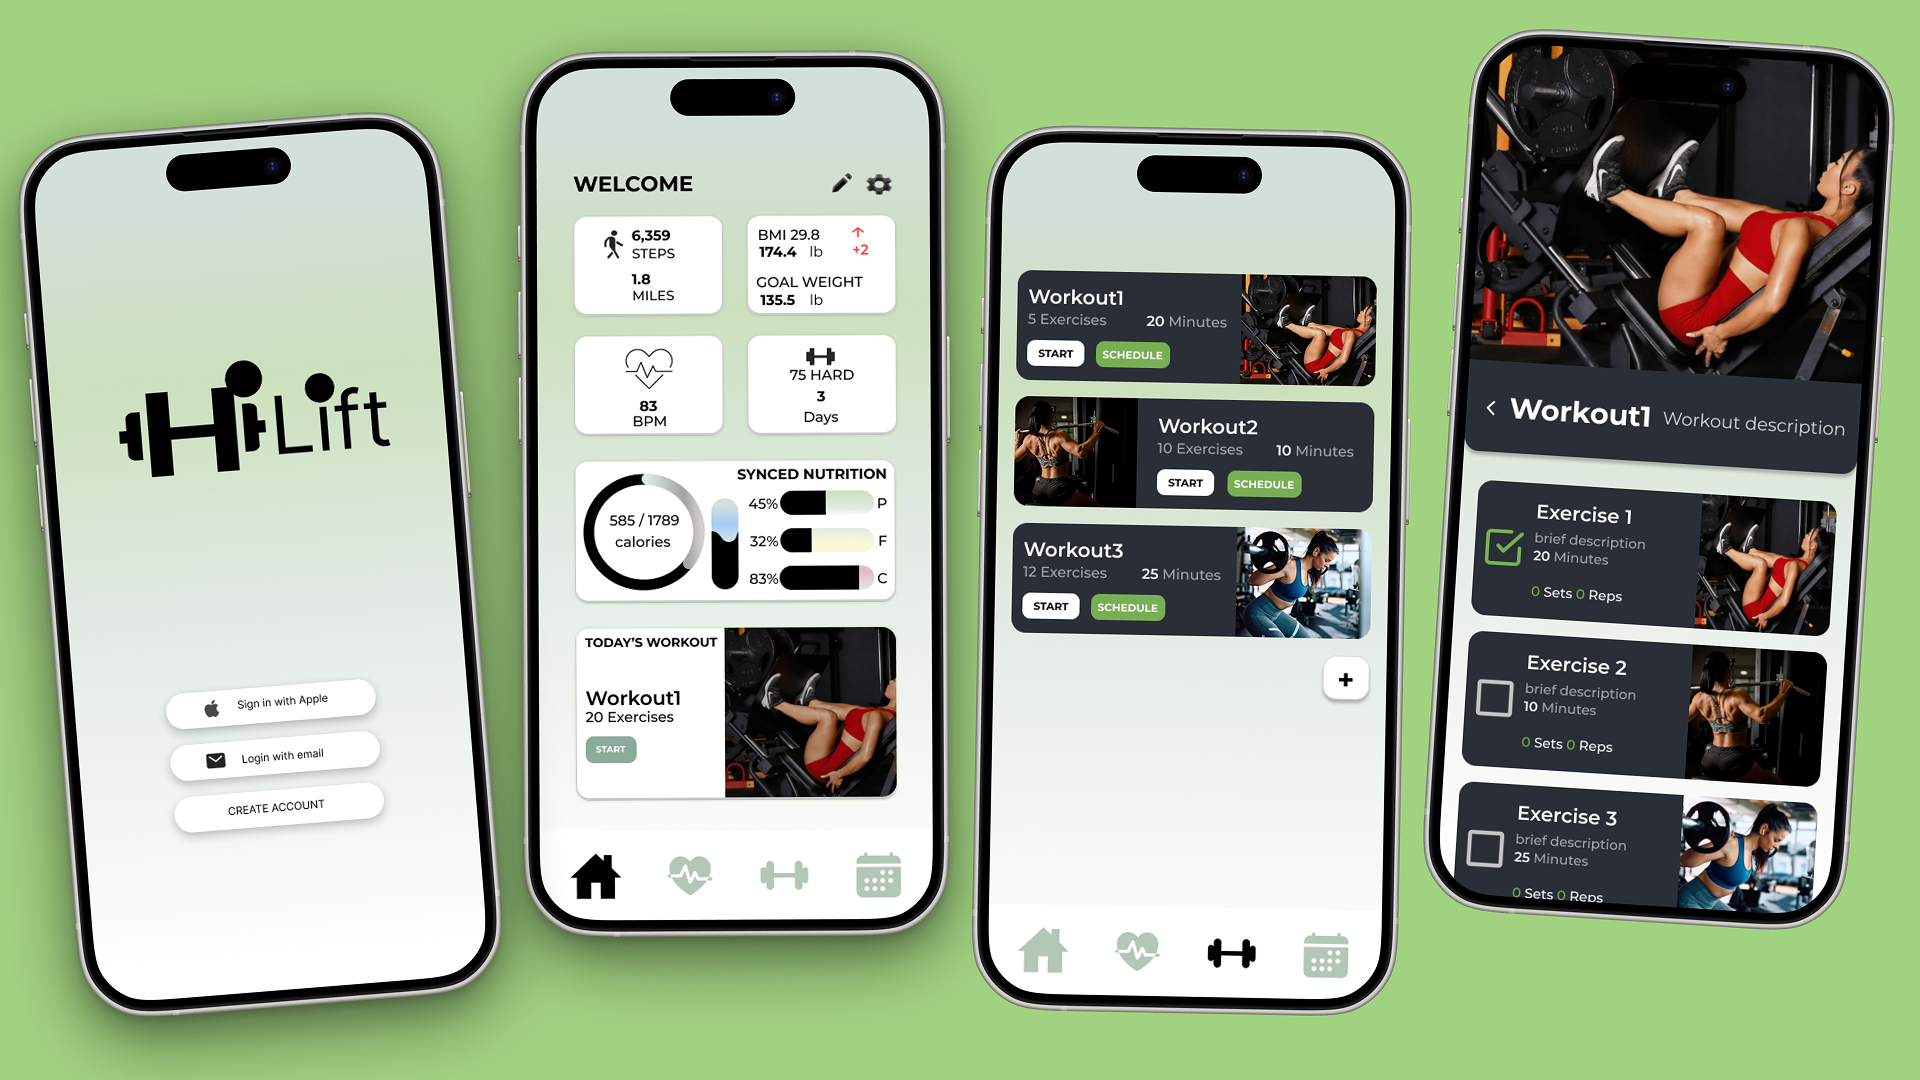 Hi Lift
Sign in with Apple
Login with email
CREATE ACCOUNT
WELCOME
6,359
STEPS
1.8
MILES
BMI 29.8
174.4 lb
↑
+2
GOAL WEIGHT
135.5 lb
83
BPM
75 HARD
3
Days
SYNCED NUTRITION
585 / 1789
calories
45% P
32% F
83% C
TODAY'S WORKOUT
Workout1
20 Exercises
START
Workout1
5 Exercises 20 Minutes
START SCHEDULE
Workout2
10 Exercises 10 Minutes
START SCHEDULE
Workout3
12 Exercises 25 Minutes
START SCHEDULE
+
< Workout1 Workout description
Exercise 1
brief description
20 Minutes
0 Sets 0 Reps
Exercise 2
brief description
10 Minutes
0 Sets 0 Reps
Exercise 3
brief description
25 Minutes
0 Sets 0 Reps